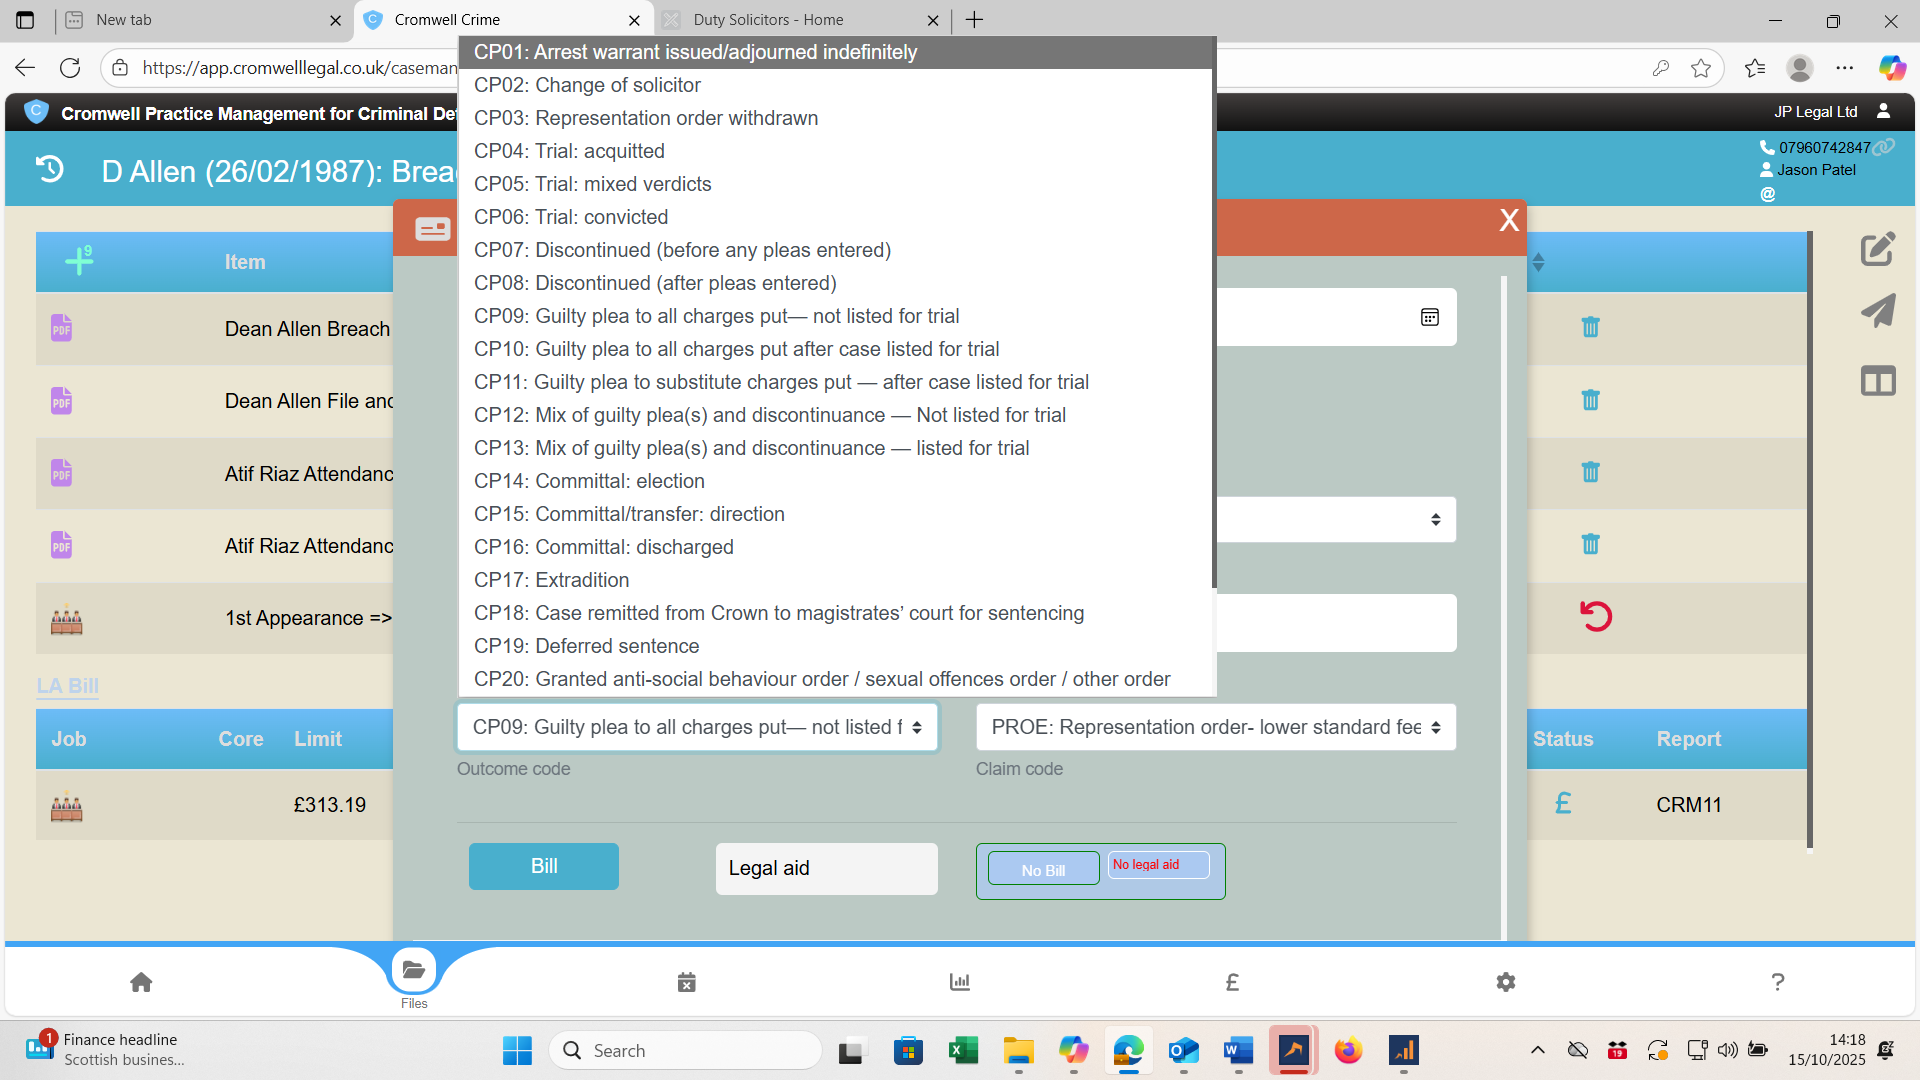 New tab
Cromwell Crime
Duty Solicitors - Home
https://app.cromwelllegal.co.uk/caseman
Cromwell Practice Management for Criminal De
JP Legal Ltd
D Allen (26/02/1987): Brea
07960742847
Jason Patel
@
CP01: Arrest warrant issued/adjourned indefinitely
CP02: Change of solicitor
CP03: Representation order withdrawn
CP04: Trial: acquitted
CP05: Trial: mixed verdicts
CP06: Trial: convicted
CP07: Discontinued (before any pleas entered)
CP08: Discontinued (after pleas entered)
CP09: Guilty plea to all charges put— not listed for trial
CP10: Guilty plea to all charges put after case listed for trial
CP11: Guilty plea to substitute charges put — after case listed for trial
CP12: Mix of guilty plea(s) and discontinuance — Not listed for trial
CP13: Mix of guilty plea(s) and discontinuance — listed for trial
CP14: Committal: election
CP15: Committal/transfer: direction
CP16: Committal: discharged
CP17: Extradition
CP18: Case remitted from Crown to magistrates’ court for sentencing
CP19: Deferred sentence
CP20: Granted anti-social behaviour order / sexual offences order / other order
X
9
Item
PDF
Dean Allen Breach
PDF
Dean Allen File and
PDF
Atif Riaz Attendanc
PDF
Atif Riaz Attendanc
1st Appearance =>
LA Bill
Job Core Limit Status Report
£313.19 £ CRM11
CP09: Guilty plea to all charges put— not listed f
PROE: Representation order- lower standard fee
Outcome code
Claim code
Bill
Legal aid
No Bill
No legal aid
Files
£
?
1
Finance headline
Scottish busines...
Search
19
14:18
15/10/2025